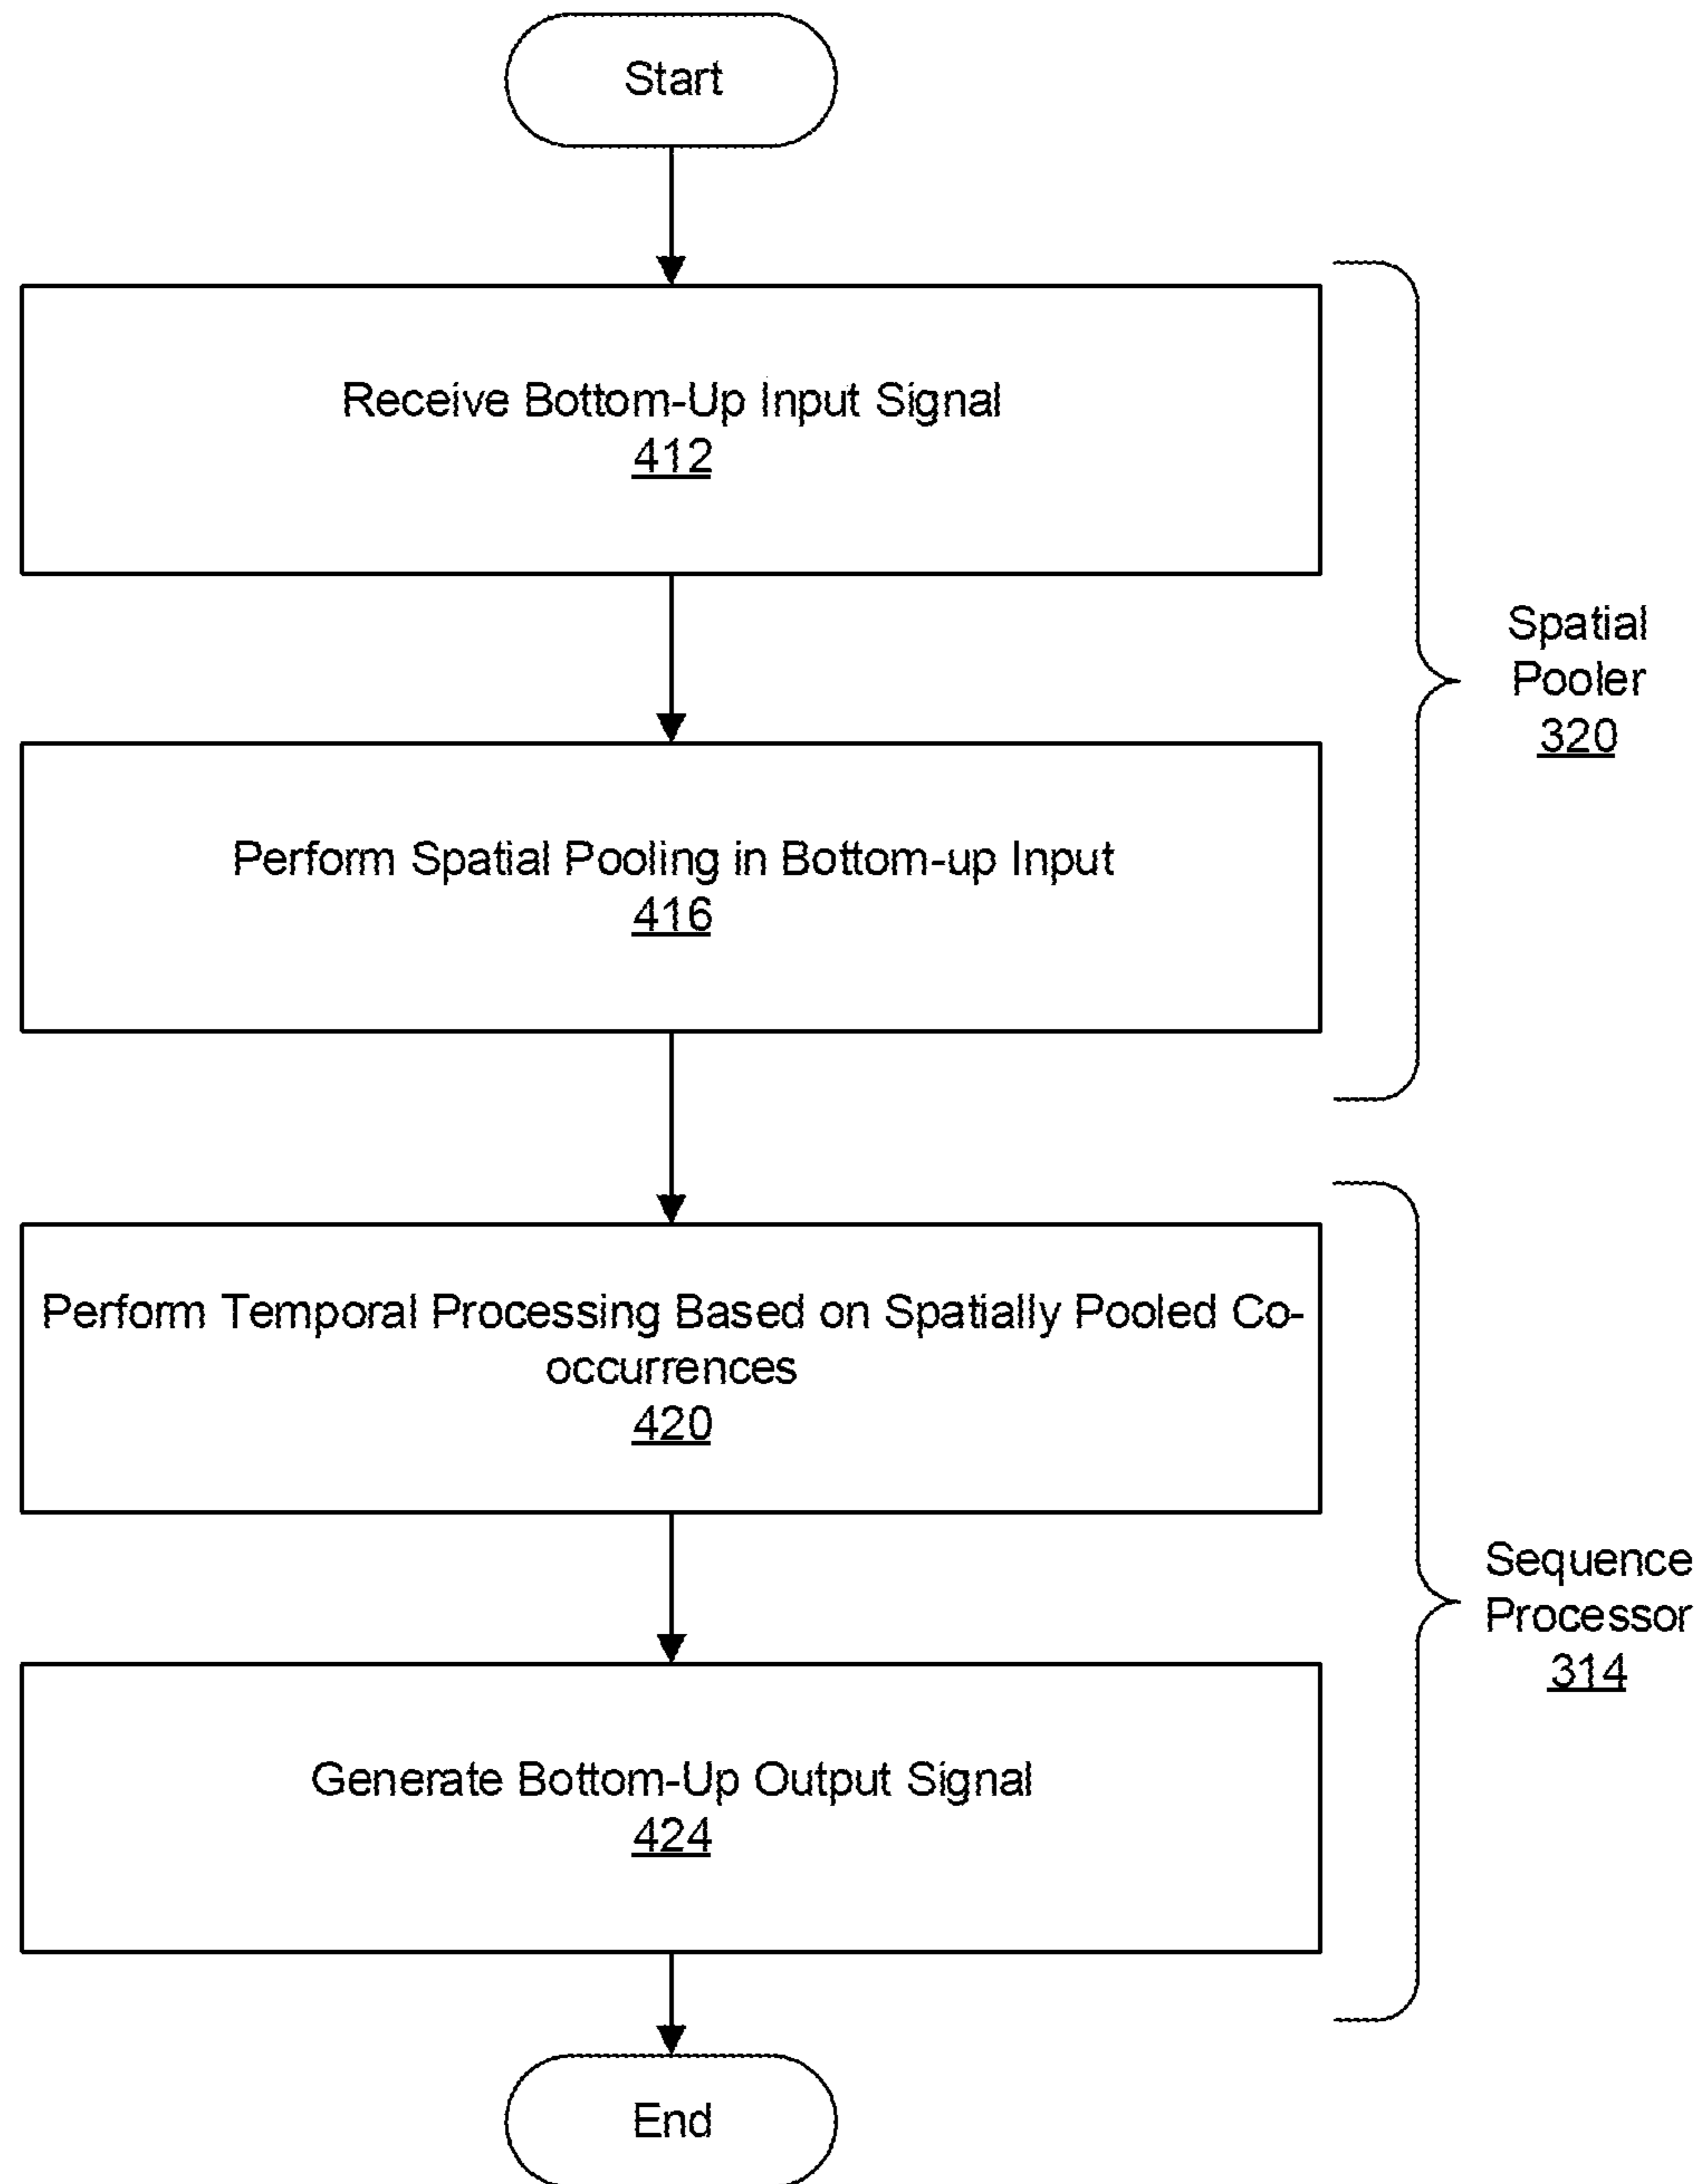 Start
Receive Bottom-Up Input Signal
412
Perform Spatial Pooling in Bottom-up Input
416
Spatial
Pooler
320
Perform Temporal Processing Based on Spatially Pooled Co-
occurrences
420
Generate Bottom-Up Output Signal
424
Sequence
Processor
314
End